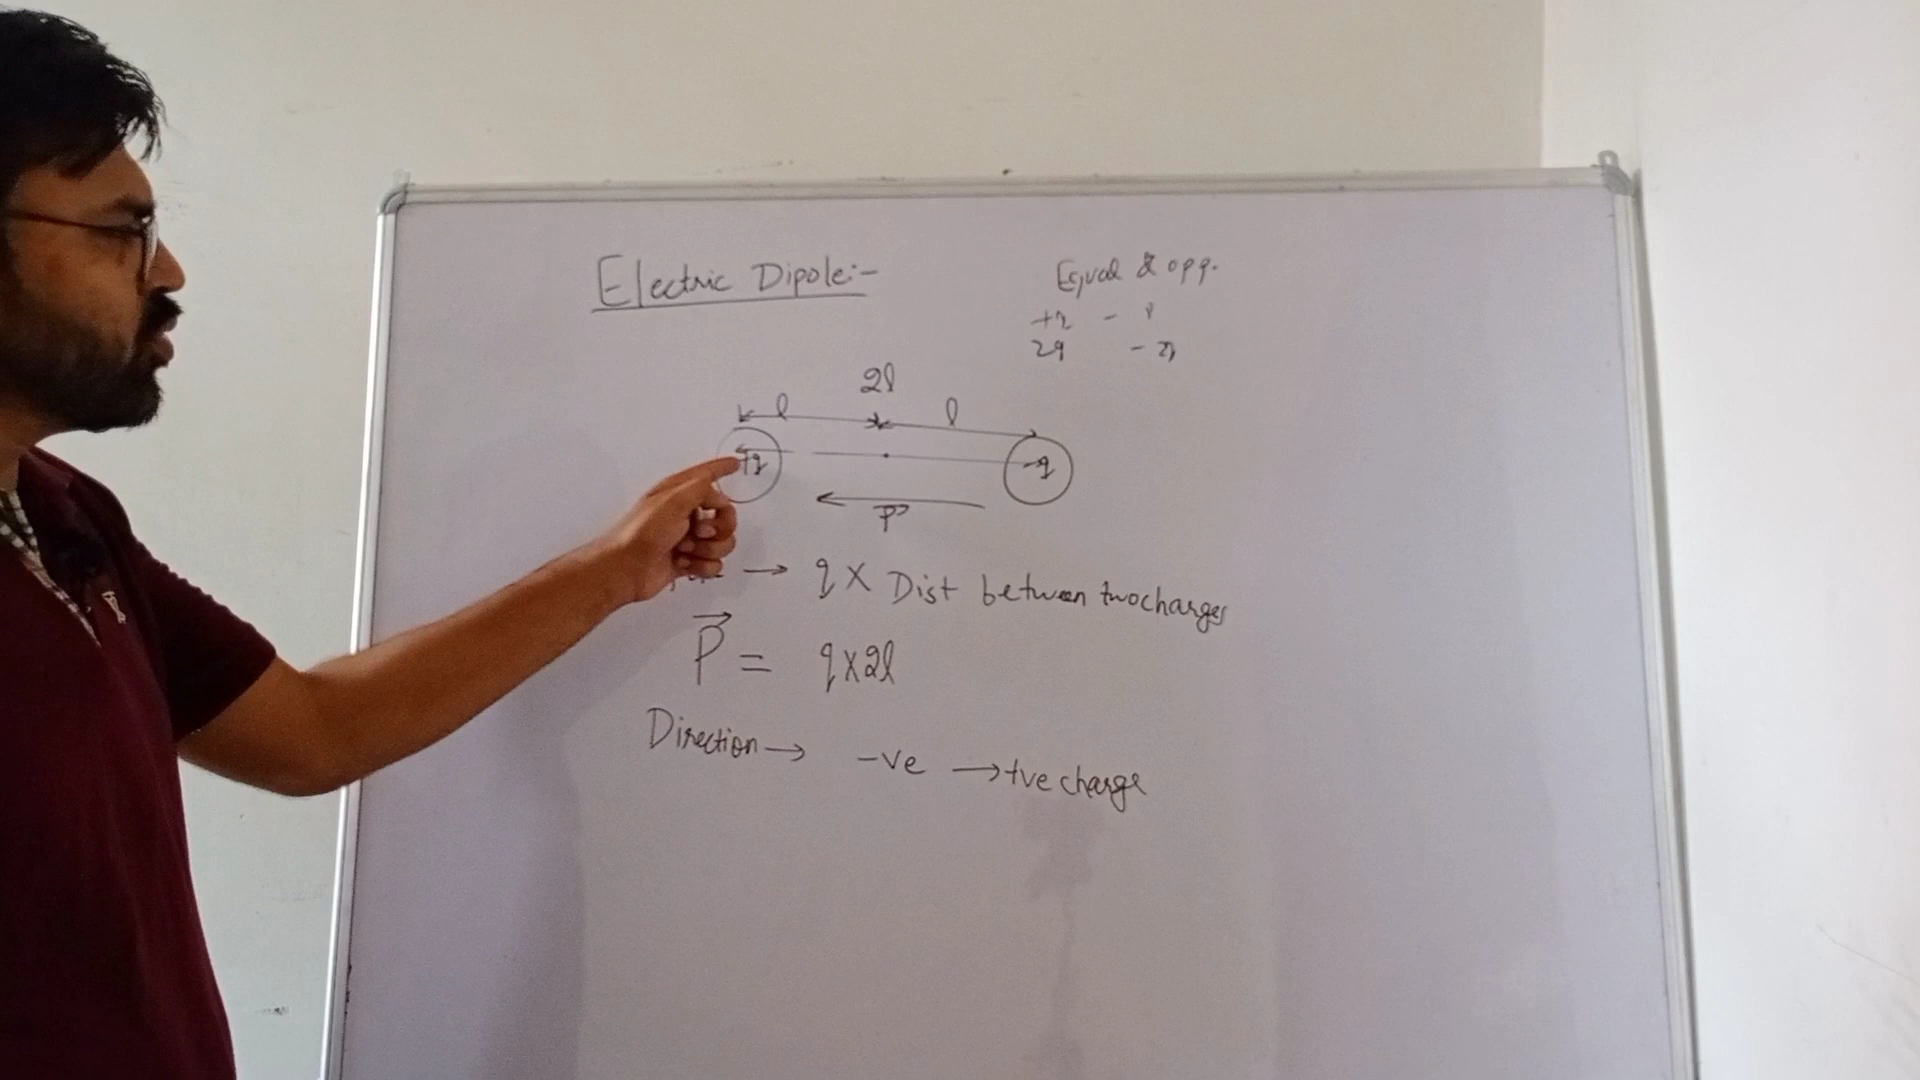 Electric Dipole:-
Equal & opp.
+q -
2q - 2q
2l
l l
+q -q
P→
→ q X Dist between two charges
P→ = q x 2l
Direction → -ve → +ve charge